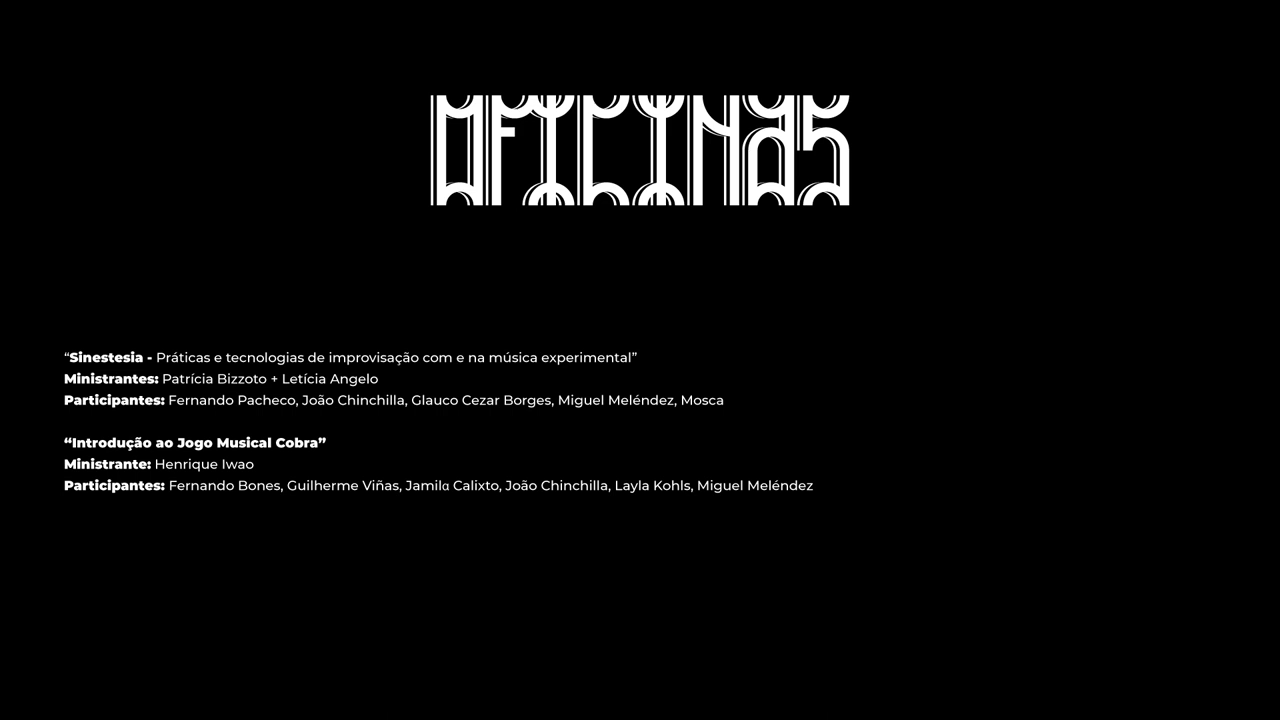 OFICINAS
“Sinestesia - Práticas e tecnologias de improvisação com e na música experimental”
Ministrantes: Patrícia Bizzoto + Letícia Angelo
Participantes: Fernando Pacheco, João Chinchilla, Glauco Cezar Borges, Miguel Meléndez, Mosca
“Introdução ao Jogo Musical Cobra”
Ministrante: Henrique Iwao
Participantes: Fernando Bones, Guilherme Viñas, Jamilɑ Calixto, João Chinchilla, Layla Kohls, Miguel Meléndez